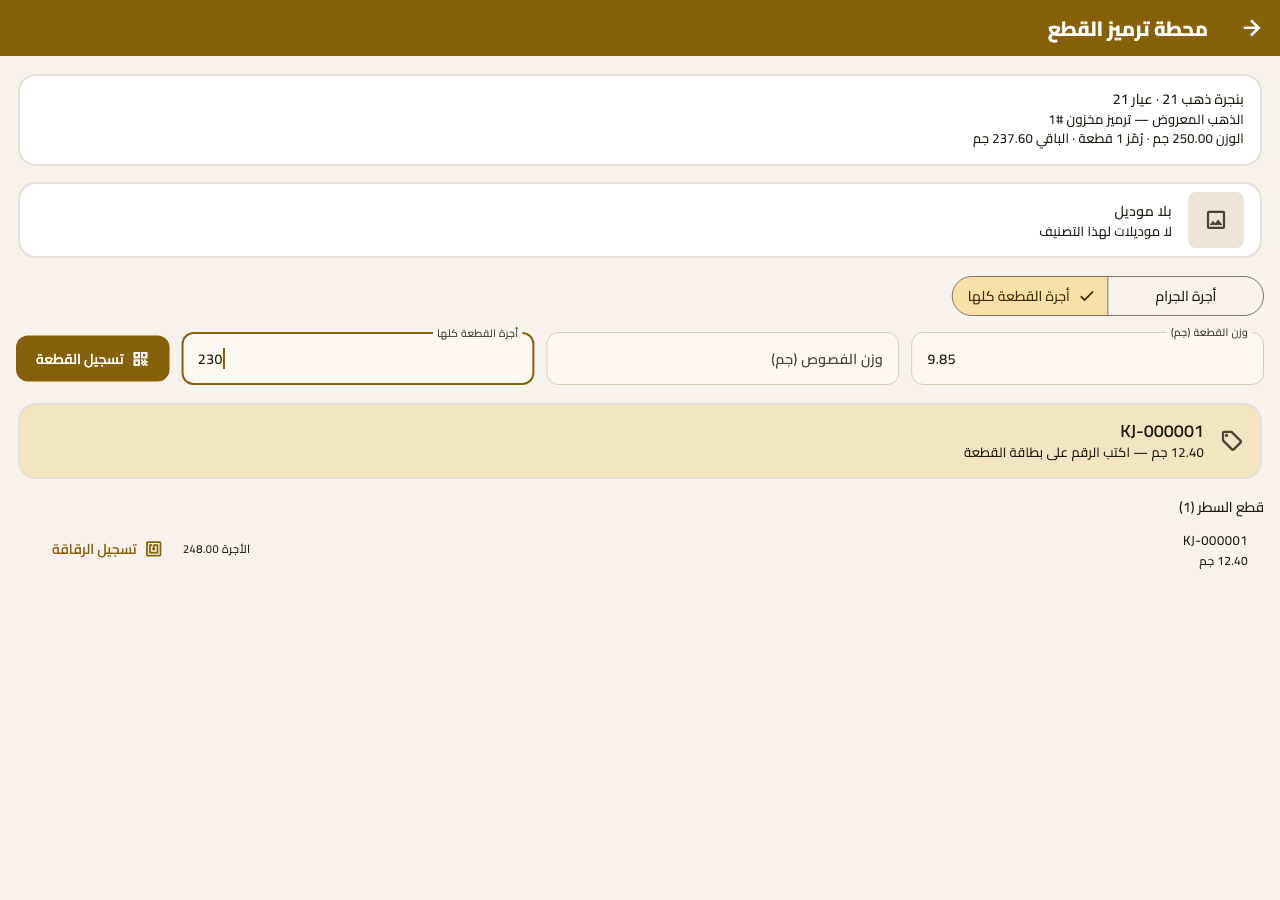 محطة ترميز القطع
بنجرة ذهب 21 · عيار 21
الذهب المعروض — ترميز مخزون #1
الوزن 250.00 جم · رُمّز 1 قطعة · الباقي 237.60 جم
بلا موديل
لا موديلات لهذا التصنيف
أجرة الجرام
أجرة القطعة كلها
وزن القطعة (جم)
9.85
وزن الفصوص (جم)
أجرة القطعة كلها
230
تسجيل القطعة
KJ-000001
12.40 جم — اكتب الرقم على بطاقة القطعة
قطع السطر (1)
KJ-000001
12.40 جم
الأجرة 248.00
تسجيل الرقاقة